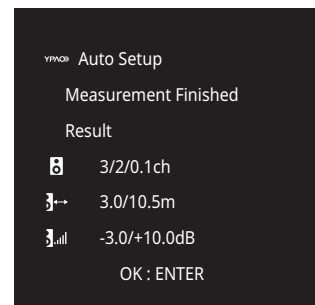 YPAO Auto Setup
Measurement Finished
Result
3/2/0.1ch
3.0/10.5m
-3.0/+10.0dB
OK : ENTER